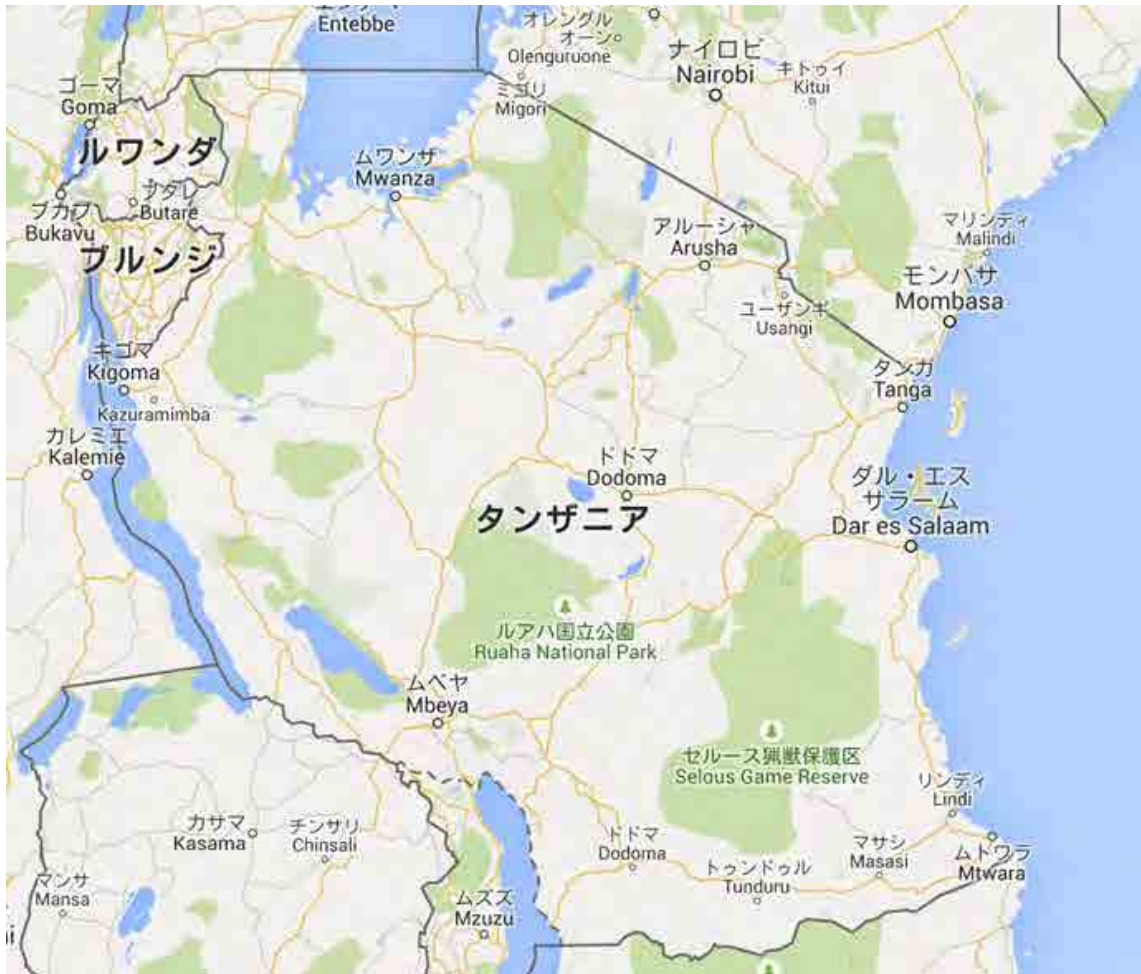 Entebbe
オレングル
オーン
Olenguruone
ナイロビ
Nairobi
キトゥイ
Kitui
ミゴリ
Migori
ゴーマ
Goma
ルワンダ
ムワンザ
Mwanza
ブカブ
Bukavu
ブタレ
Butare
ブルンジ
アルーシャ
Arusha
マリンディ
Malindi
モンバサ
Mombasa
ユーザンギ
Usangi
キゴマ
Kigoma
Kazuramimba
タンガ
Tanga
カレミエ
Kalemie
ドドマ
Dodoma
ダル・エス
サラーム
Dar es Salaam
タンザニア
ルアハ国立公園
Ruaha National Park
ムベヤ
Mbeya
セルース猟獣保護区
Selous Game Reserve
リンディ
Lindi
カサマ
Kasama
チンサリ
Chinsali
ドドマ
Dodoma
マサシ
Masasi
ムトワラ
Mtwara
トゥンドゥル
Tunduru
マンサ
Mansa
ムズズ
Mzuzu